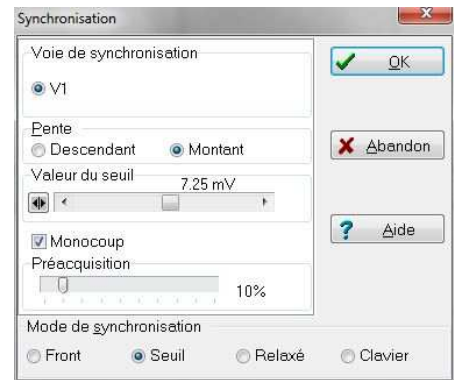 Synchronisation
Voie de synchronisation
V1
OK
Pente
Descendant Montant
Abandon
Valeur du seuil
7.25 mV
Monocoup
Aide
Préacquisition
10%
Mode de synchronisation
Front Seuil Relaxé Clavier